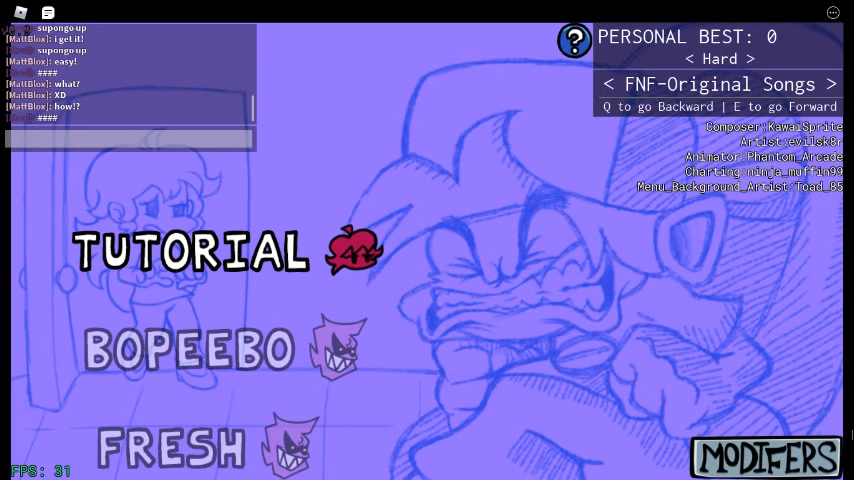 supongo up
[MattBlox]: i get it!
supongo up
[MattBlox]: easy!
####
[MattBlox]: what?
[MattBlox]: XD
[MattBlox]: how!?
####
PERSONAL BEST: 0
< Hard >
< FNF-Original Songs >
Q to go Backward | E to go Forward
Composer:KawaiSprite
Artist:evilsk8r
Animator:Phantom_Arcade
Charting:ninja_muffin99
Menu_Background_Artist:Toad_85
TUTORIAL
BOPEEBO
FRESH
FPS: 31
MODIFERS